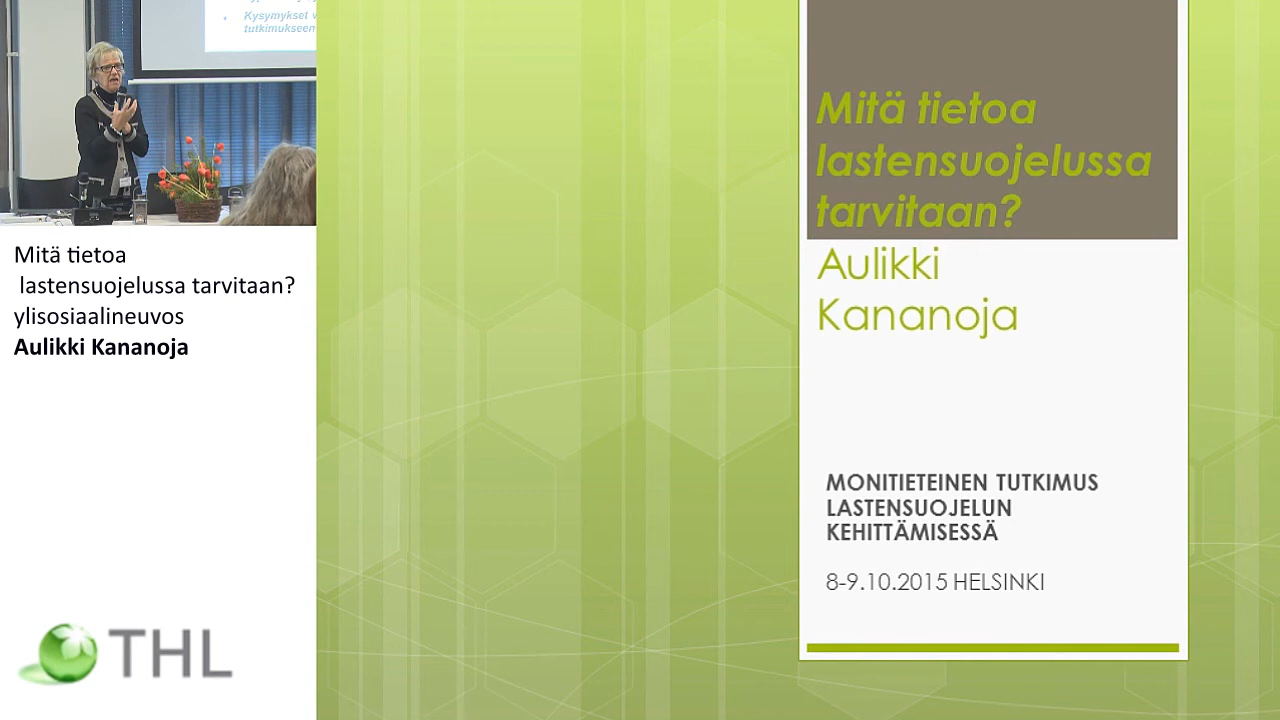 Kysymykset
tutkimukseen
Mitä tietoa
lastensuojelussa tarvitaan?
ylisosiaalineuvos
Aulikki Kananoja
THL
Mitä tietoa
lastensuojelussa
tarvitaan?
Aulikki
Kananoja
MONITIETEINEN TUTKIMUS
LASTENSUOJELUN
KEHITTÄMISESSÄ
8-9.10.2015 HELSINKI